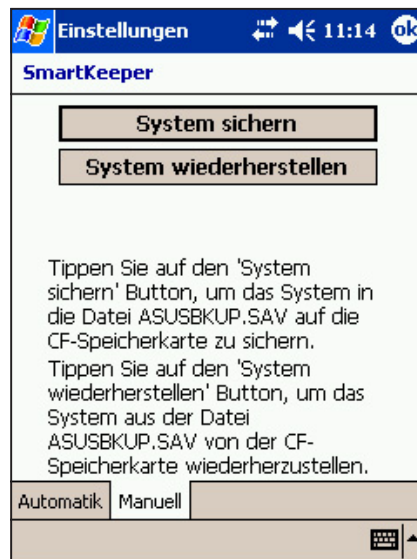 Einstellungen 11:14 ok
SmartKeeper
System sichern
System wiederherstellen
Tippen Sie auf den 'System
sichern' Button, um das System in
die Datei ASUSBKUP.SAV auf die
CF-Speicherkarte zu sichern.
Tippen Sie auf den 'System
wiederherstellen' Button, um das
System aus der Datei
ASUSBKUP.SAV von der CF-
Speicherkarte wiederherzustellen.
Automatik Manuell